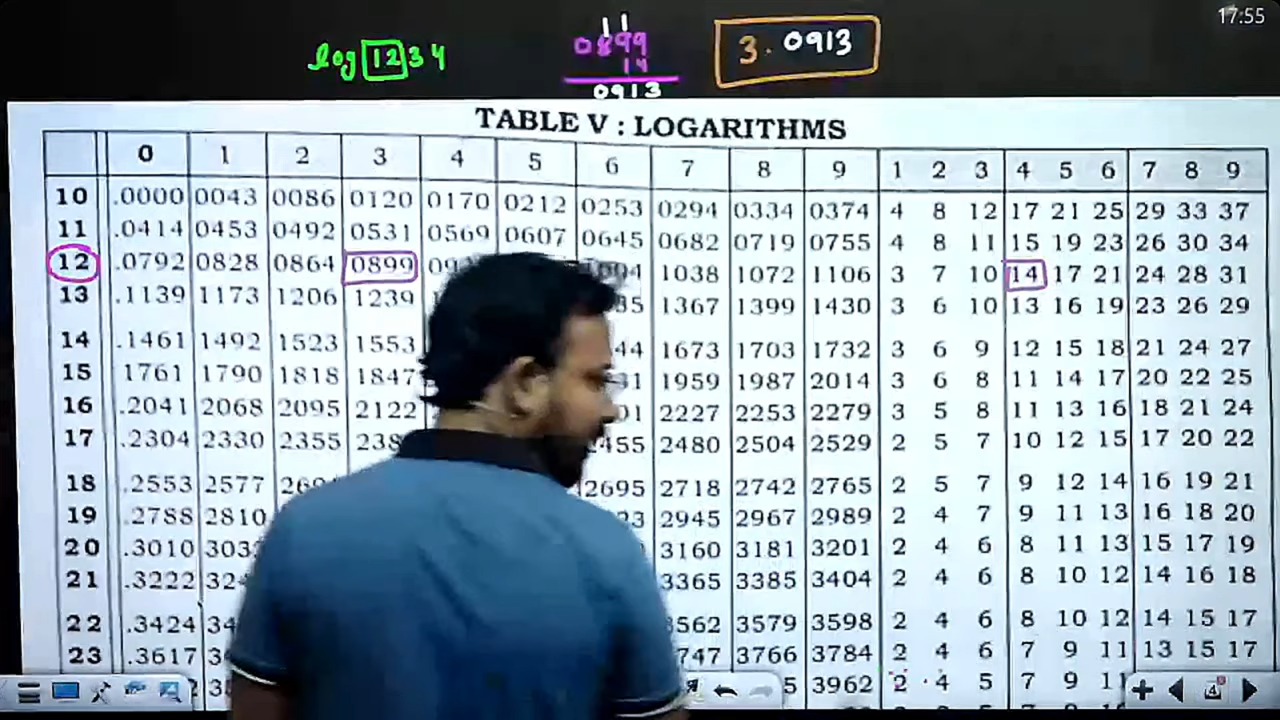 17:55
log 1234
11
0899
14
0913
3.0913
TABLE V : LOGARITHMS
0 1 2 3 4 5 6 7 8 9 1 2 3 4 5 6 7 8 9
10 .0000 0043 0086 0120 0170 0212 0253 0294 0334 0374 4 8 12 17 21 25 29 33 37
11 .0414 0453 0492 0531 0569 0607 0645 0682 0719 0755 4 8 11 15 19 23 26 30 34
12 .0792 0828 0864 0899 1038 1072 1106 3 7 10 14 17 21 24 28 31
13 .1139 1173 1206 1239 1367 1399 1430 3 6 10 13 16 19 23 26 29
14 .1461 1492 1523 1553 1673 1703 1732 3 6 9 12 15 18 21 24 27
15 1761 1790 1818 1847 1959 1987 2014 3 6 8 11 14 17 20 22 25
16 .2041 2068 2095 2122 2227 2253 2279 3 5 8 11 13 16 18 21 24
17 .2304 2330 2355 2455 2480 2504 2529 2 5 7 10 12 15 17 20 22
18 .2553 2577 2695 2718 2742 2765 2 5 7 9 12 14 16 19 21
19 .2788 2810 2945 2967 2989 2 4 7 9 11 13 16 18 20
20 .3010 3160 3181 3201 2 4 6 8 11 13 15 17 19
21 .3222 3365 3385 3404 2 4 6 8 10 12 14 16 18
22 .3424 3562 3579 3598 2 4 6 8 10 12 14 15 17
23 .3617 3766 3784 2 4 6 7 9 11 13 15 17
3962 2 4 5 7 9